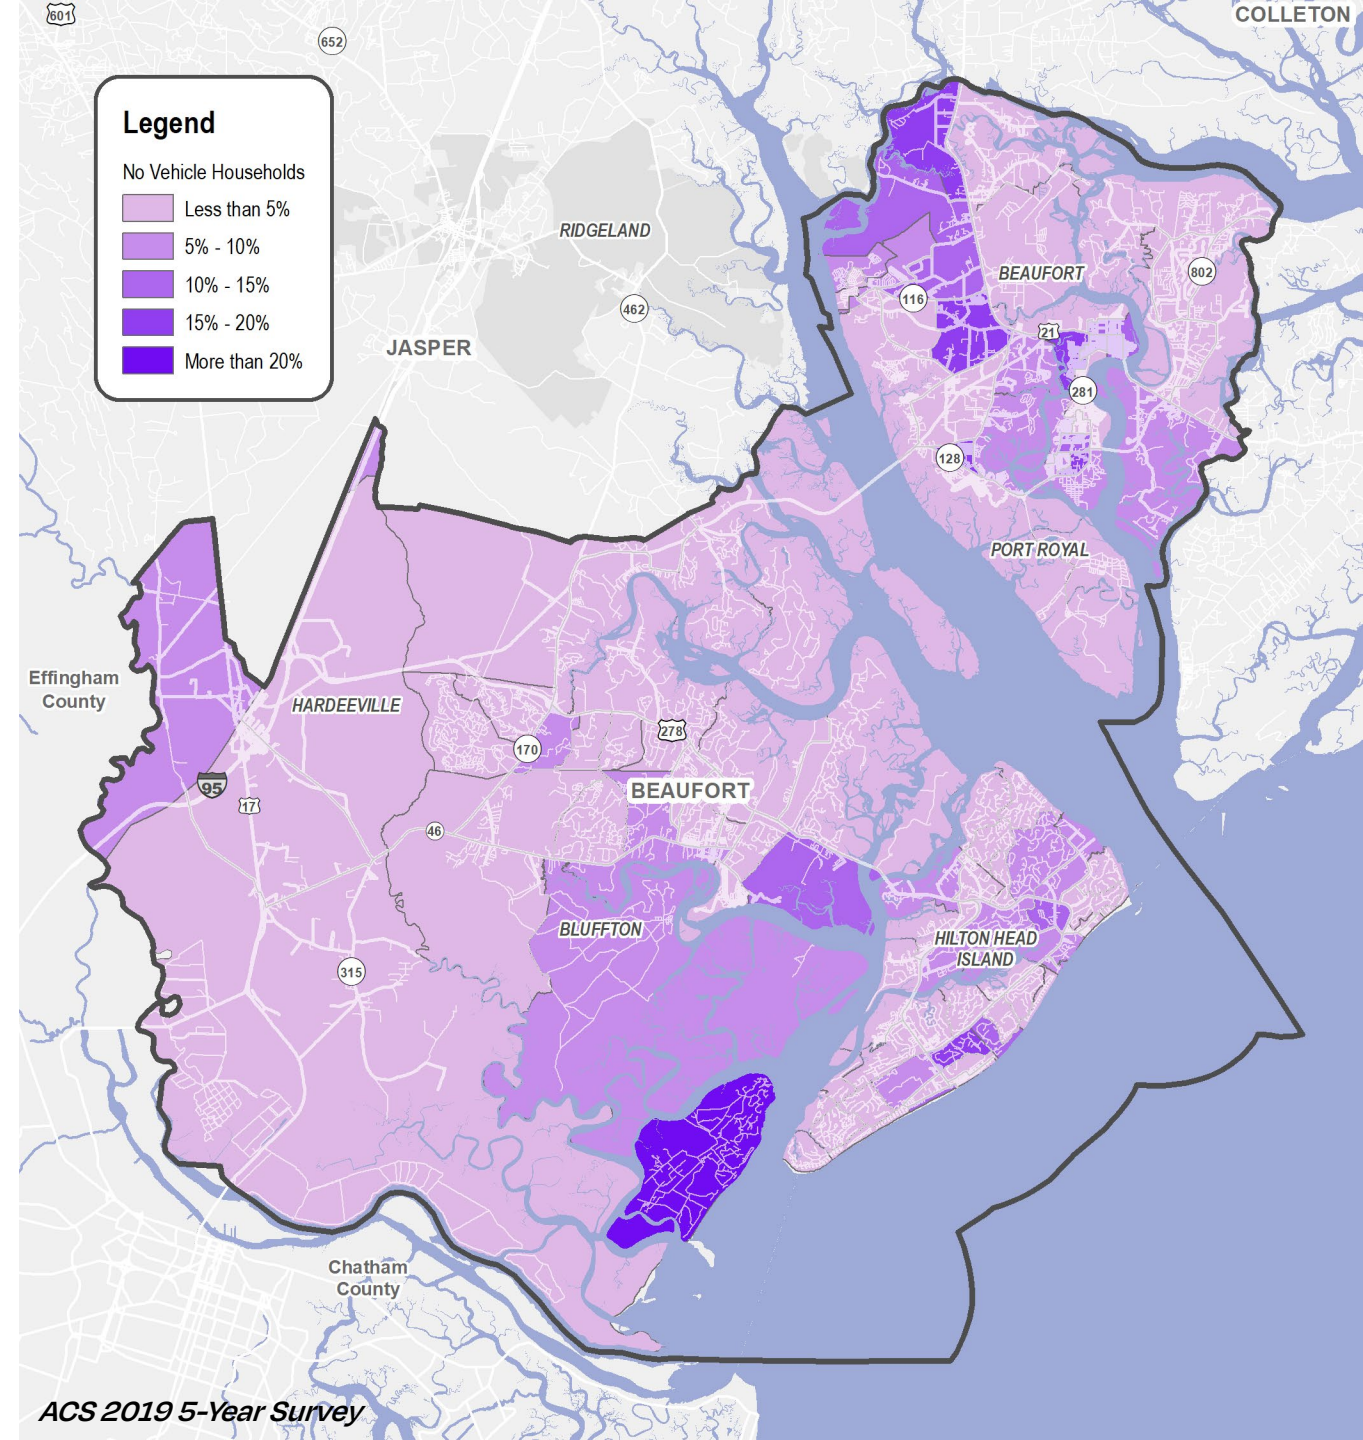 601
652
COLLETON
Legend
No Vehicle Households
Less than 5%
5% - 10%
10% - 15%
15% - 20%
More than 20%
RIDGELAND
462
JASPER
BEAUFORT
802
116
21
281
128
PORT ROYAL
Effingham
County
HARDEEVILLE
278
170
95
17
BEAUFORT
46
BLUFFTON
HILTON HEAD
ISLAND
315
Chatham
County
ACS 2019 5-Year Survey